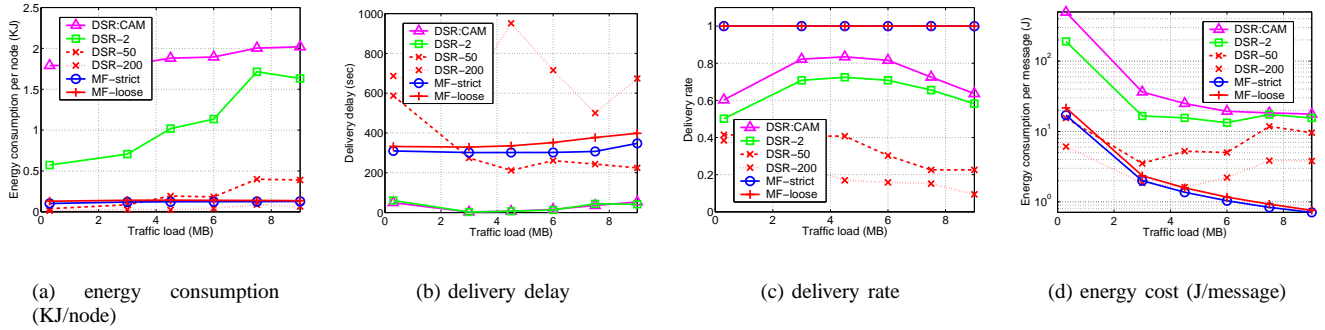 Energy consumption per node (KJ)
2.5
2
1.5
1
0.5
0
DSR:CAM
DSR−2
DSR−50
DSR−200
MF−strict
MF−loose
0 2 4 6 8
Traffic load (MB)
Delivery delay (sec)
1000
800
600
400
200
0
DSR:CAM
DSR−2
DSR−50
DSR−200
MF−strict
MF−loose
0 2 4 6 8
Traffic load (MB)
Delivery rate
1
0.8
0.6
0.4
0.2
0
DSR:CAM
DSR−2
DSR−50
DSR−200
MF−strict
MF−loose
0 2 4 6 8
Traffic load (MB)
Energy consumption per message (J)
10²
10¹
10⁰
DSR:CAM
DSR−2
DSR−50
DSR−200
MF−strict
MF−loose
0 2 4 6 8
Traffic load (MB)
(a) energy consumption
(KJ/node)
(b) delivery delay
(c) delivery rate
(d) energy cost (J/message)